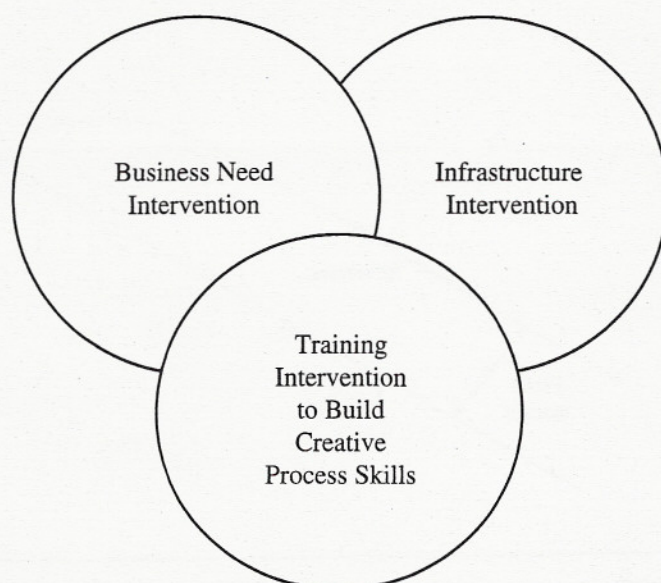 Business Need
Intervention
Infrastructure
Intervention
Training
Intervention
to Build
Creative
Process Skills